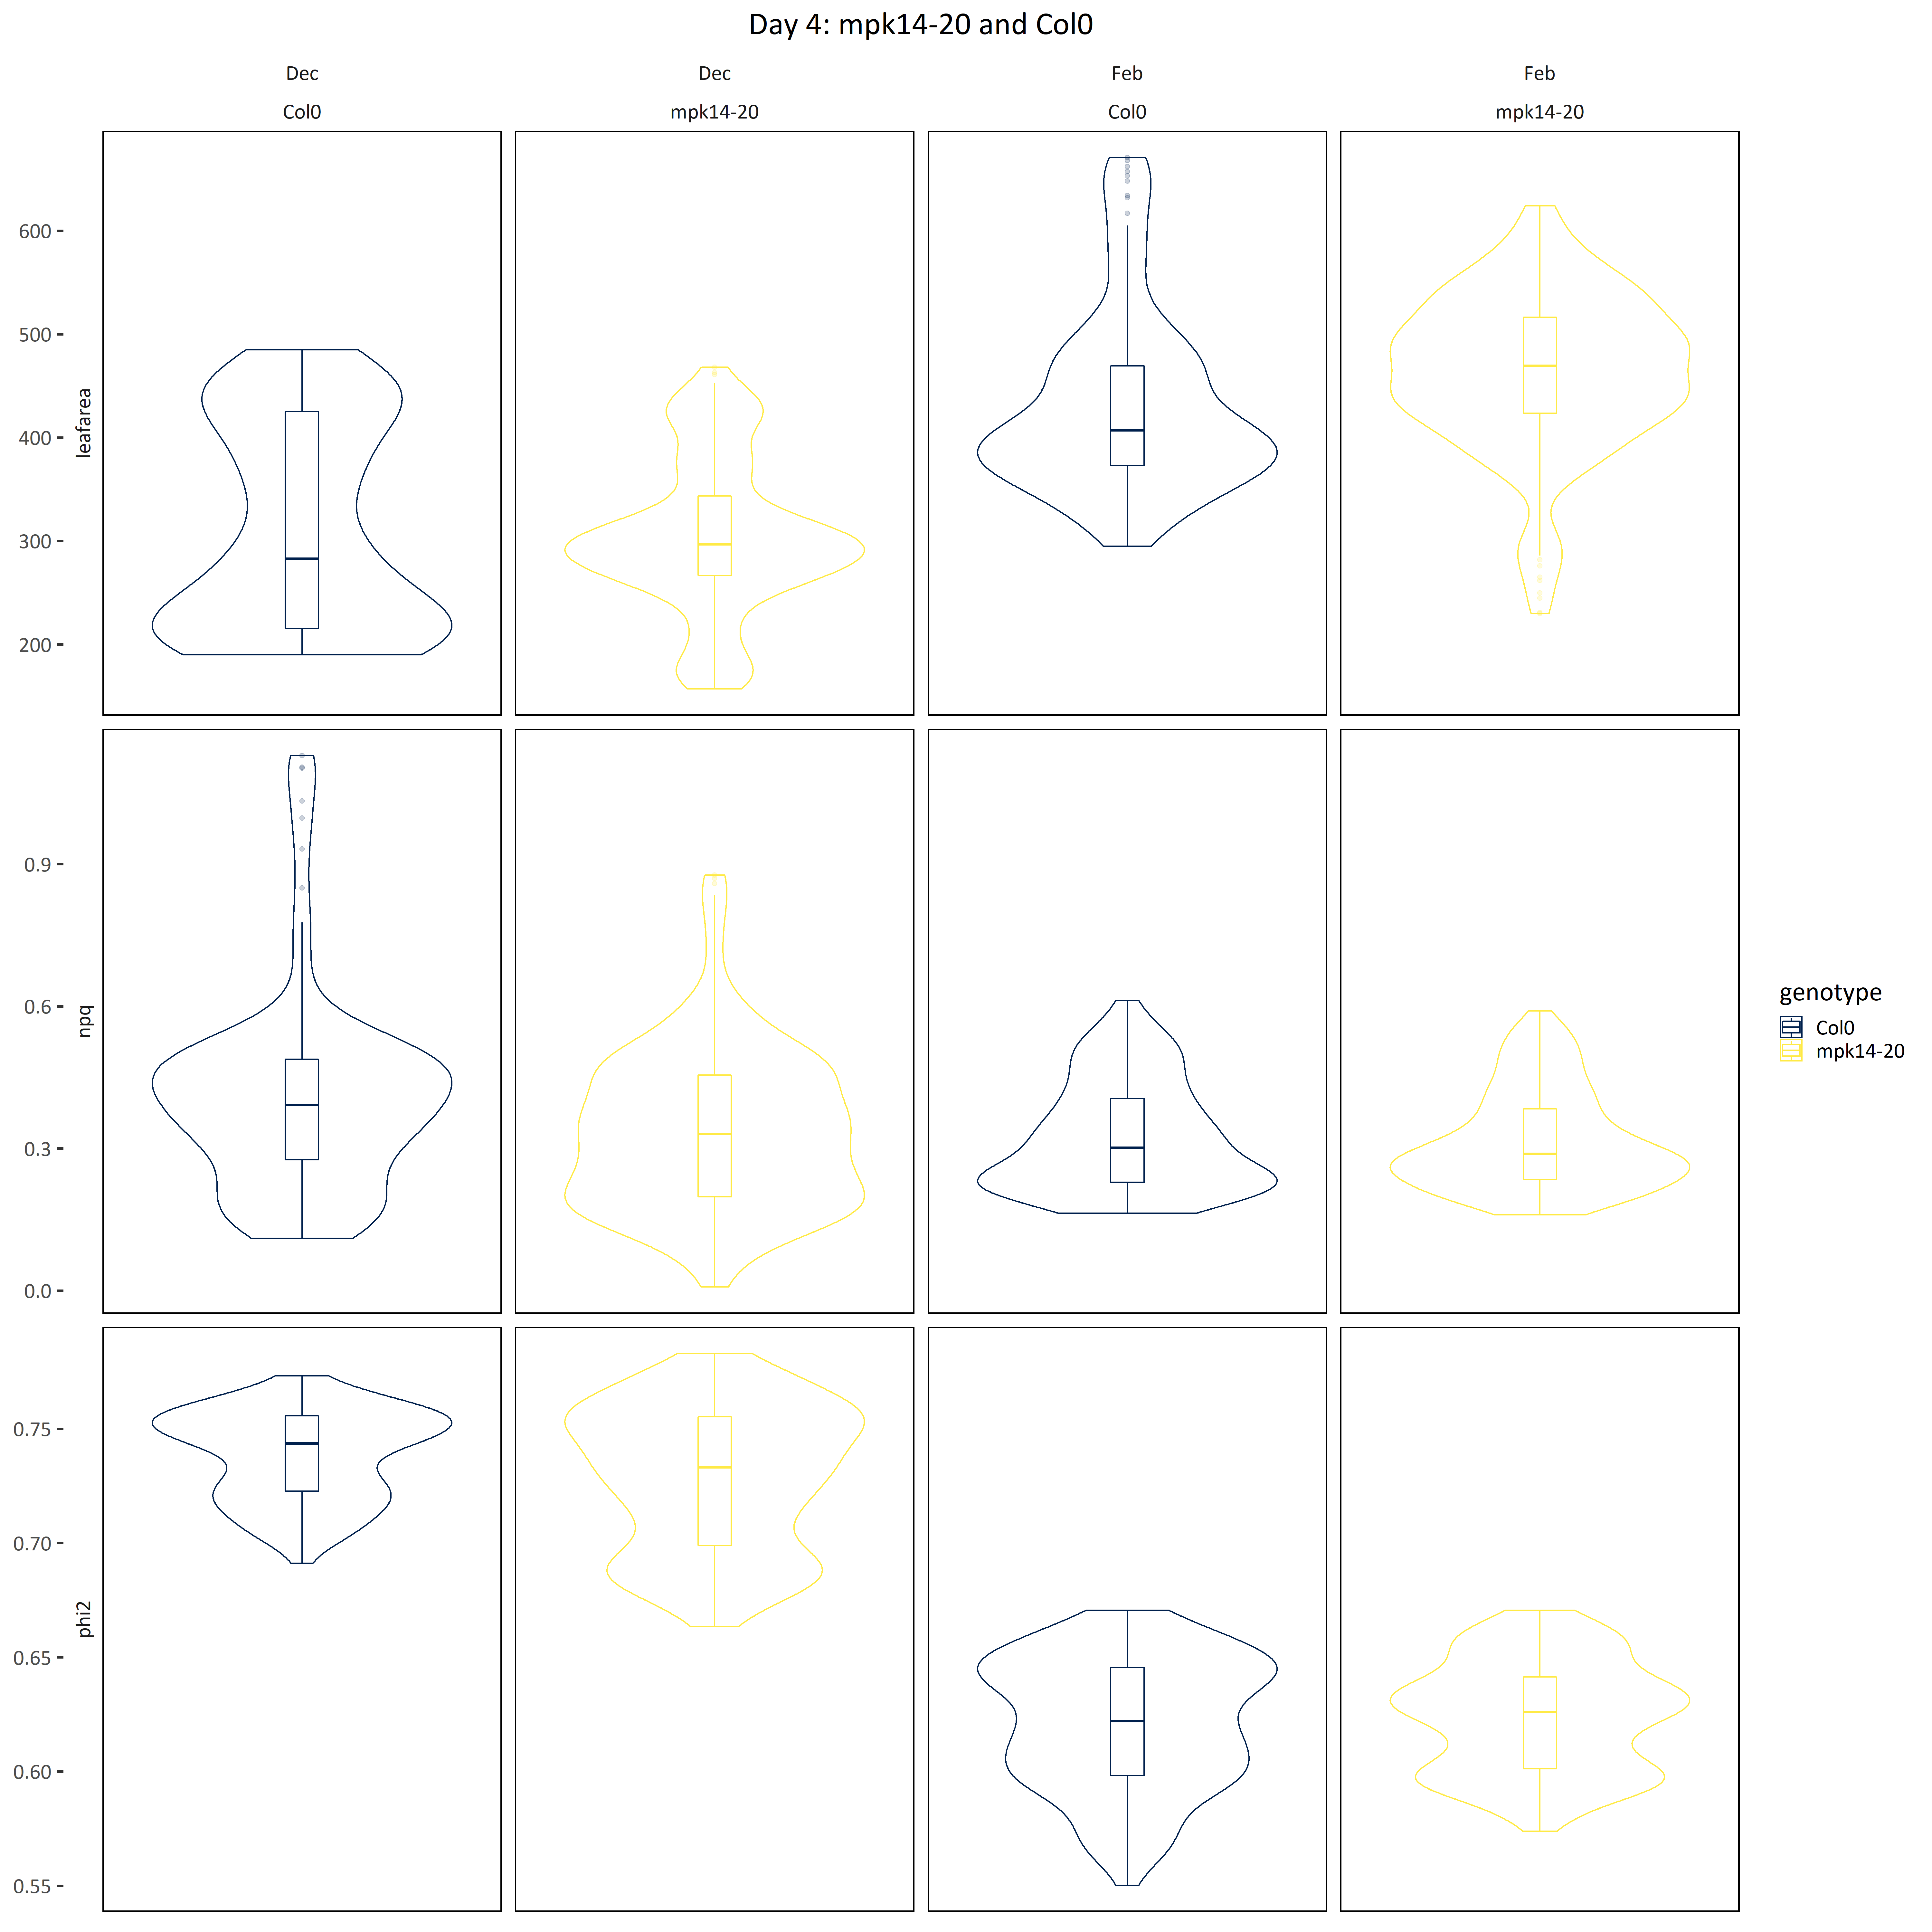 Day 4: mpk14-20 and Col0
Dec Dec Feb Feb
Col0 mpk14-20 Col0 mpk14-20
leafarea
600
500
400
300
200
npq
0.9
0.6
0.3
0.0
phi2
0.75
0.70
0.65
0.60
0.55
genotype
Col0
mpk14-20